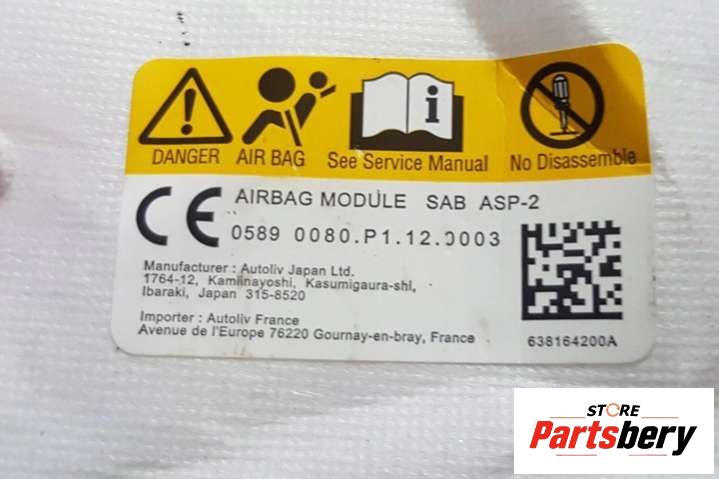 DANGER AIR BAG See Service Manual No Disassemble
CE AIRBAG MODULE SAB ASP-2
0589 0080.P1.12.0003
Manufacturer : Autoliv Japan Ltd.
1764-12, Kamiinayoshi, Kasumigaura-shi,
Ibaraki, Japan 315-8520
Importer : Autoliv France
Avenue de l'Europe 76220 Gournay-en-bray, France
638164200A
STORE
Partsbery